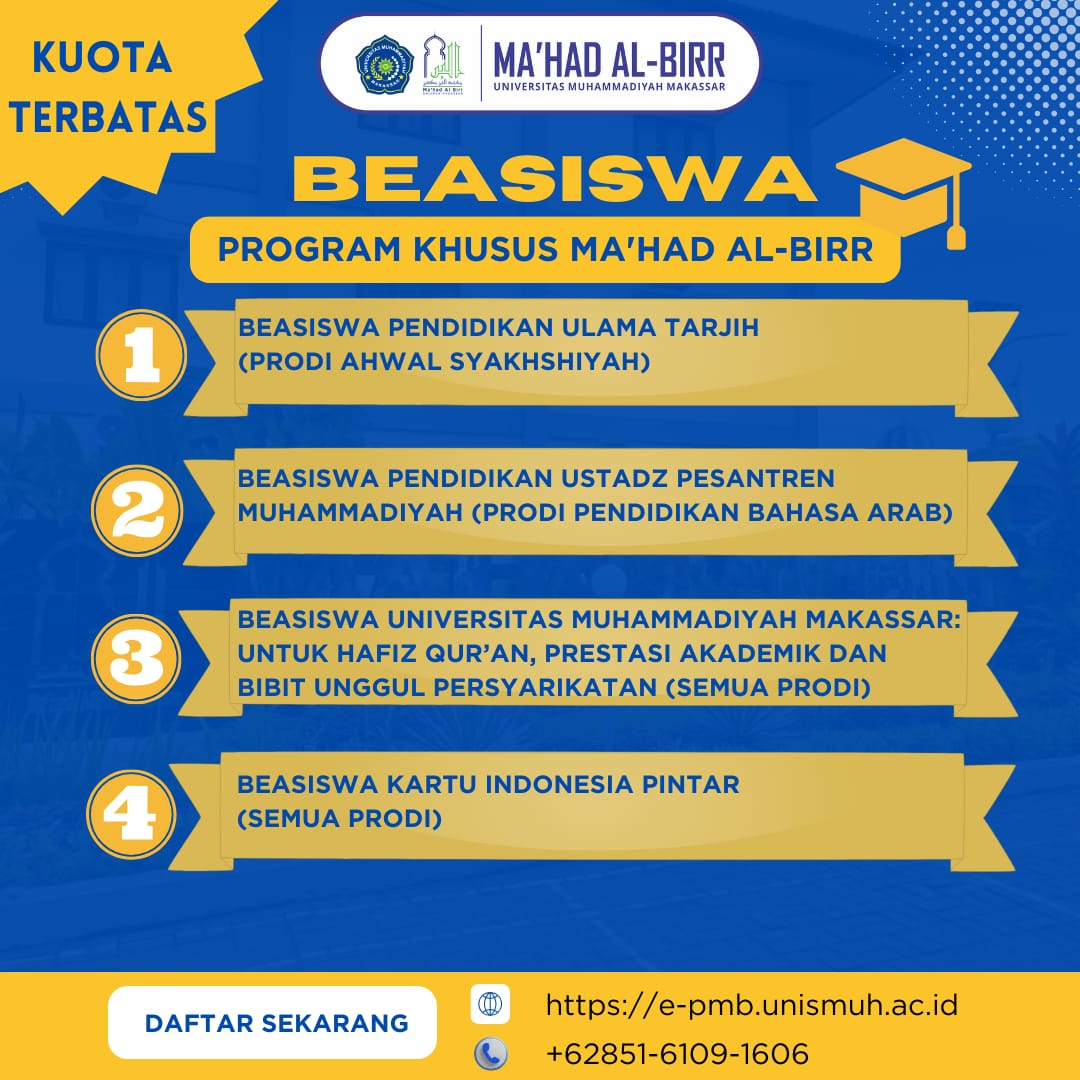 KUOTA
TERBATAS
MA'HAD AL-BIRR
UNIVERSITAS MUHAMMADIYAH MAKASSAR
BEASISWA
PROGRAM KHUSUS MA'HAD AL-BIRR
1
BEASISWA PENDIDIKAN ULAMA TARJIH
(PRODI AHWAL SYAKHSHIYAH)
2
BEASISWA PENDIDIKAN USTADZ PESANTREN
MUHAMMADIYAH (PRODI PENDIDIKAN BAHASA ARAB)
3
BEASISWA UNIVERSITAS MUHAMMADIYAH MAKASSAR:
UNTUK HAFIZ QUR’AN, PRESTASI AKADEMIK DAN
BIBIT UNGGUL PERSYARIKATAN (SEMUA PRODI)
4
BEASISWA KARTU INDONESIA PINTAR
(SEMUA PRODI)
DAFTAR SEKARANG
https://e-pmb.unismuh.ac.id
+62851-6109-1606